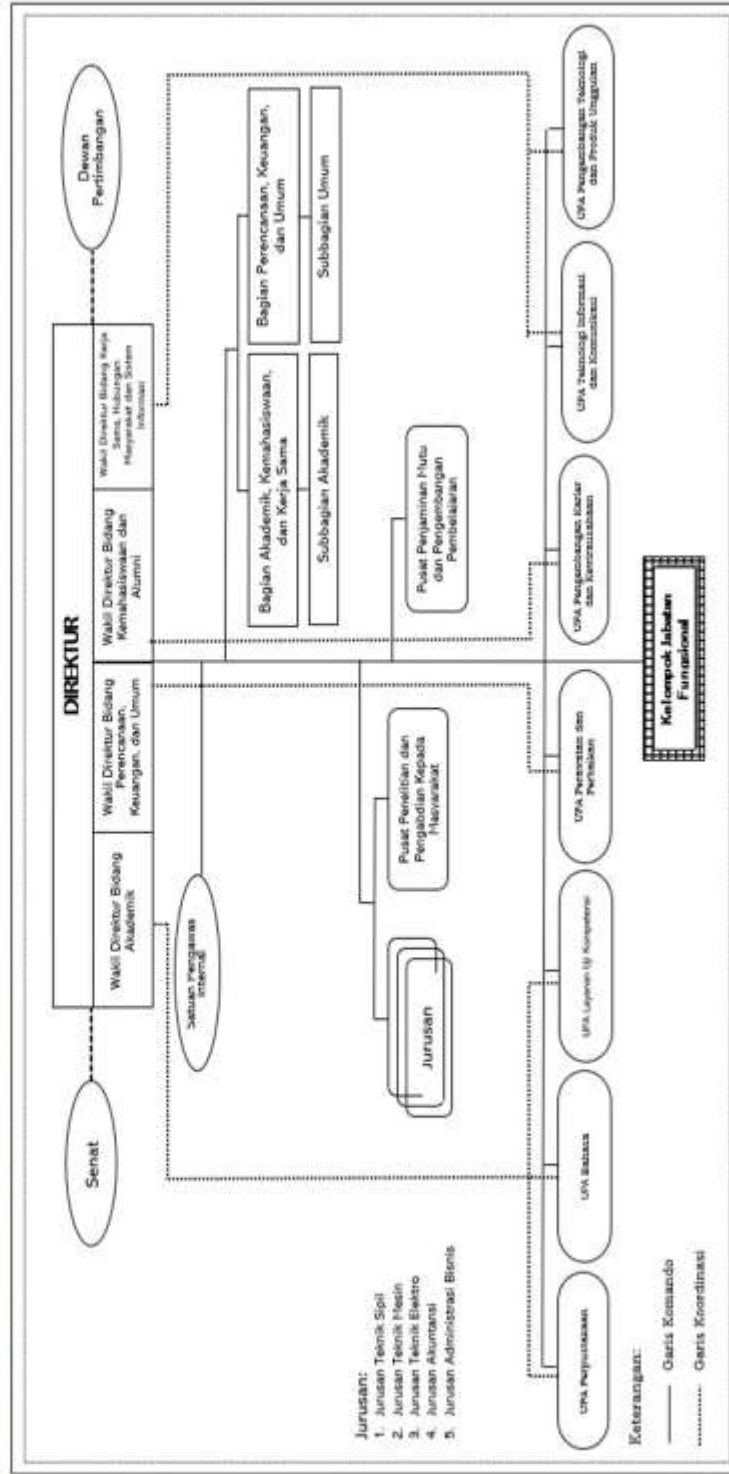 DIREKTUR
Senat
Dewan
Pertimbangan
Wakil Direktur Bidang
Akademik
Wakil Direktur Bidang
Perencanaan,
Keuangan, dan Umum
Wakil Direktur Bidang
Kemahasiswaan dan
Alumni
Wakil Direktur Bidang Kerja
Sama, Hubungan
Masyarakat dan Sistem
Informasi
Satuan Pengawas
Internal
Bagian Akademik, Kemahasiswaan,
dan Kerja Sama
Bagian Perencanaan, Keuangan,
dan Umum
Subbagian Akademik
Subbagian Umum
Jurusan
Pusat Penelitian dan
Pengabdian Kepada
Masyarakat
Pusat Penjaminan Mutu
dan Pengembangan
Pembelajaran
Jurusan:
1. Jurusan Teknik Sipil
2. Jurusan Teknik Mesin
3. Jurusan Teknik Elektro
4. Jurusan Akuntansi
5. Jurusan Administrasi Bisnis
UPA Perpustakaan
UPA Bahasa
UPA Layanan Uji Kompetensi
UPA Perawatan dan
Perbaikan
UPA Pengembangan Karier
dan Kewirausahaan
UPA Teknologi Informasi
dan Komunikasi
UPA Pengembangan Teknologi
dan Produk Unggulan
Kelompok Jabatan
Fungsional
Keterangan:
Garis Komando
Garis Koordinasi